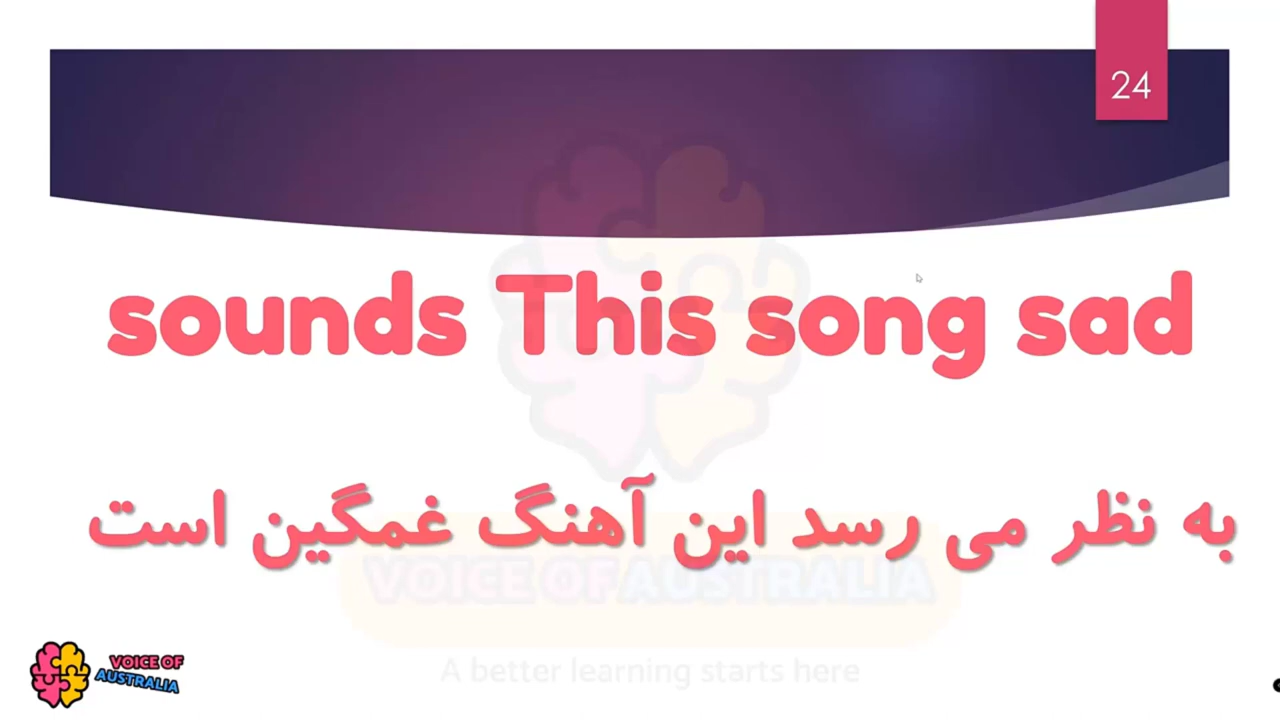 24
sounds This song sad
به نظر می رسد این آهنگ غمگین است
VOICE OF AUSTRALIA
A better learning starts here
VOICE OF
AUSTRALIA